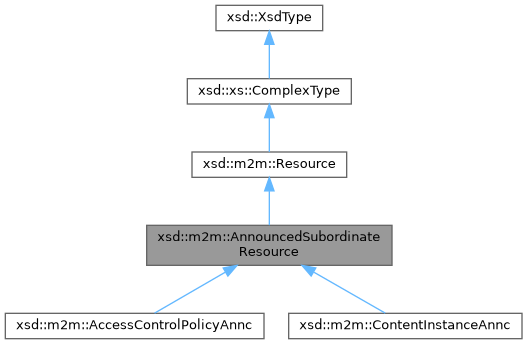 xsd::XsdType
xsd::xs::ComplexType
xsd::m2m::Resource
xsd::m2m::AnnouncedSubordinate
Resource
xsd::m2m::AccessControlPolicyAnnc
xsd::m2m::ContentInstanceAnnc